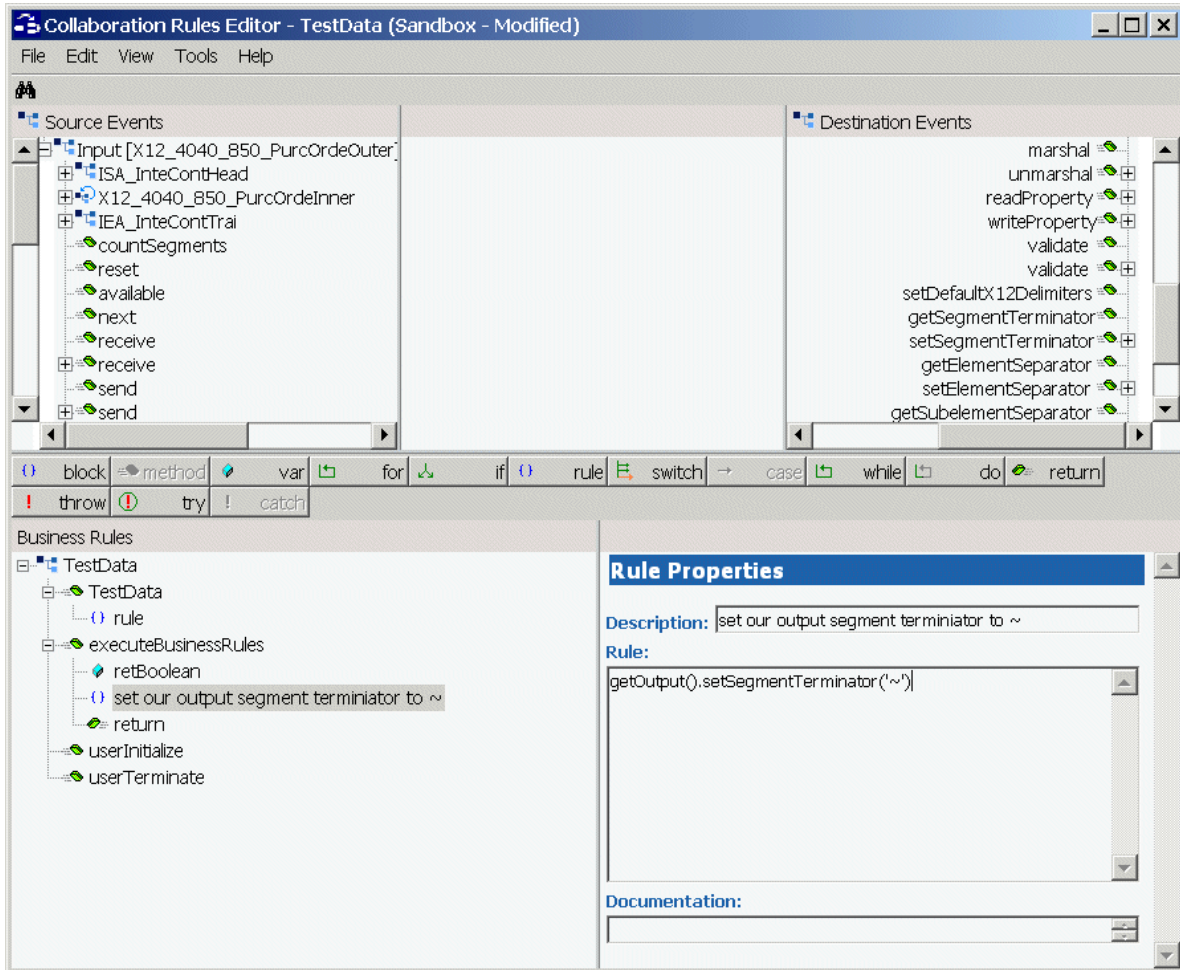 Collaboration Rules Editor - TestData (Sandbox - Modified)
File Edit View Tools Help
Source Events
Input [X12_4040_850_PurcOrdeOuter]
ISA_InteContHead
X12_4040_850_PurcOrdeInner
IEA_InteContTrai
countSegments
reset
available
next
receive
receive
send
send
Destination Events
marshal
unmarshal
readProperty
writeProperty
validate
validate
setDefaultX12Delimiters
getSegmentTerminator
setSegmentTerminator
getElementSeparator
setElementSeparator
getSubelementSeparator
block method var for if rule switch case while do return
throw try catch
Business Rules
TestData
TestData
rule
executeBusinessRules
retBoolean
set our output segment terminiator to ~
return
userInitialize
userTerminate
Rule Properties
Description: set our output segment terminiator to ~
Rule:
getOutput().setSegmentTerminator('~')
Documentation: